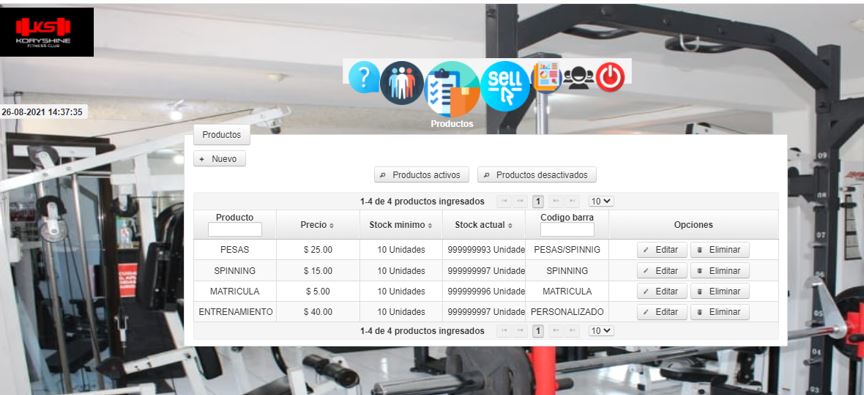 KS
KORYSHINE
FITNESS CLUB
?
SELL
26-08-2021 14:37:35
Productos
Productos
+ Nuevo
Productos activos Productos desactivados
1-4 de 4 productos ingresados 1 10
Producto Precio Stock minimo Stock actual Codigo barra Opciones
PESAS $ 25.00 10 Unidades 999999993 Unidade PESAS/SPINNIG Editar Eliminar
SPINNING $ 15.00 10 Unidades 999999997 Unidade SPINNING Editar Eliminar
MATRICULA $ 5.00 10 Unidades 999999996 Unidade MATRICULA Editar Eliminar
ENTRENAMIENTO $ 40.00 10 Unidades 999999997 Unidade PERSONALIZADO Editar Eliminar
1-4 de 4 productos ingresados 1 10